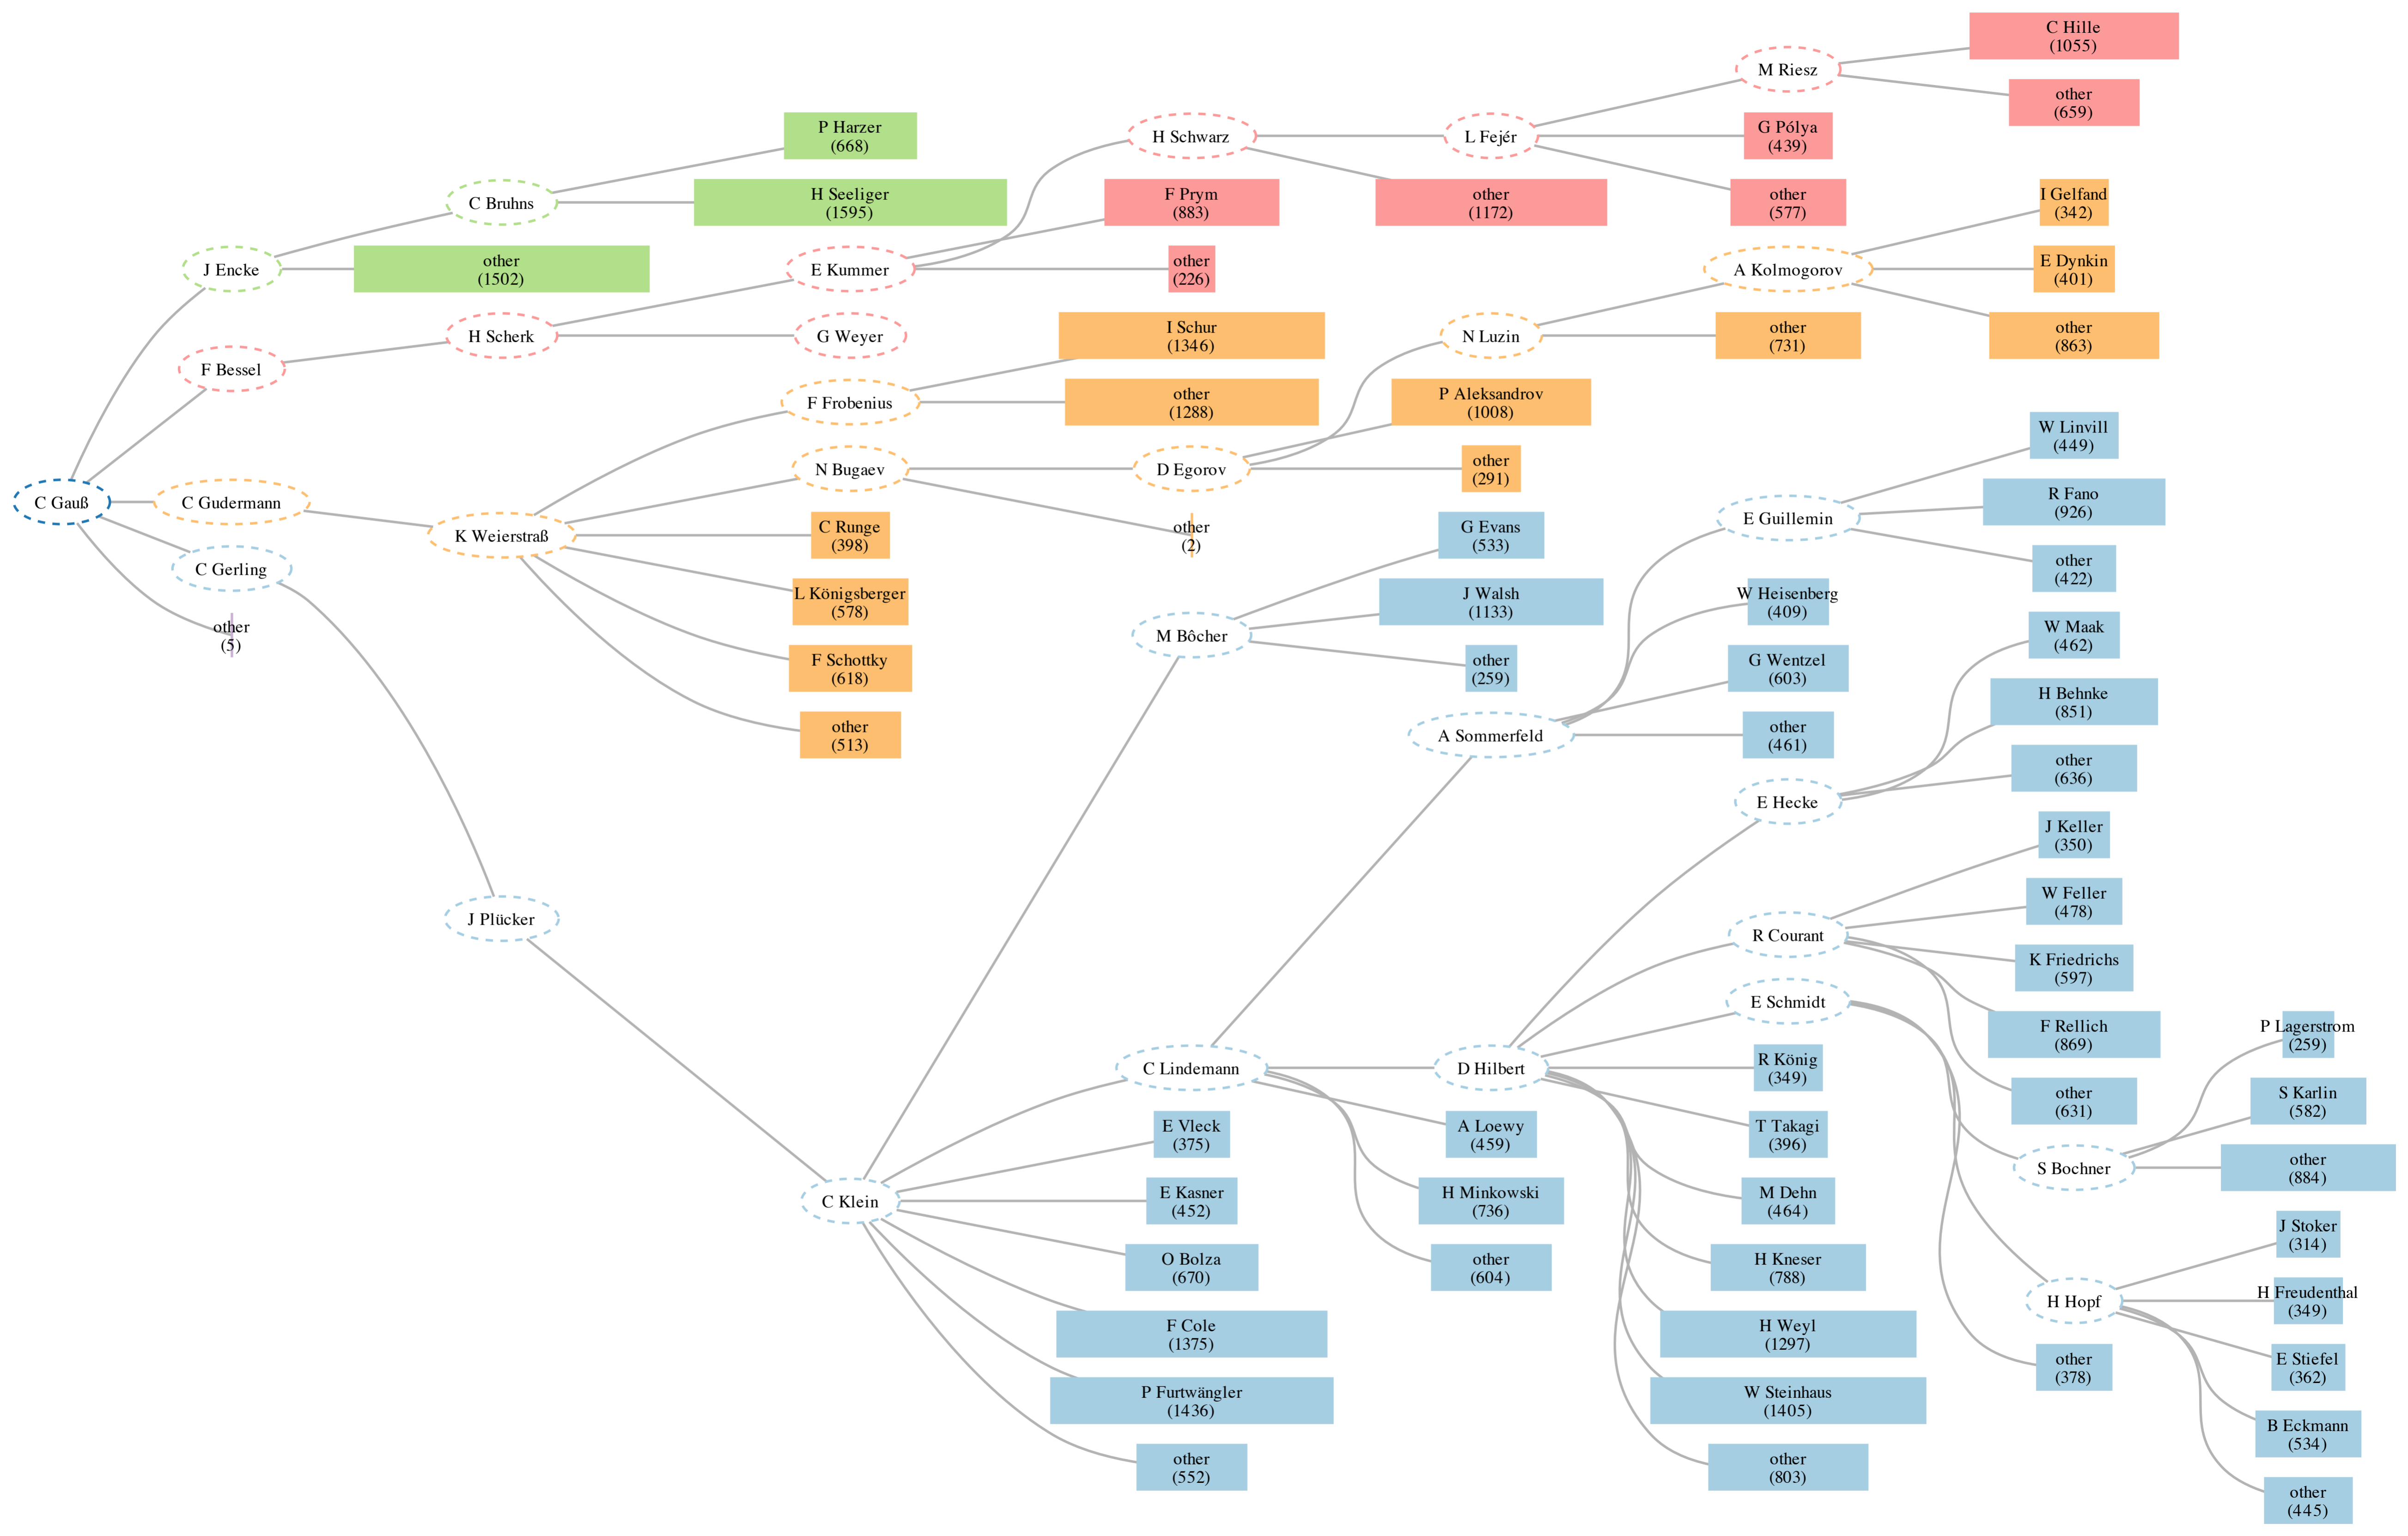 C Hille
(1055)
M Riesz
other
(659)
P Harzer
(668)
H Schwarz
L Fejér
G Pólya
(439)
C Bruhns
H Seeliger
(1595)
F Prym
(883)
other
(1172)
other
(577)
I Gelfand
(342)
J Encke
other
(1502)
E Kummer
other
(226)
A Kolmogorov
E Dynkin
(401)
F Bessel
H Scherk
G Weyer
I Schur
(1346)
N Luzin
other
(731)
other
(863)
F Frobenius
other
(1288)
P Aleksandrov
(1008)
W Linvill
(449)
C Gauß
C Gudermann
N Bugaev
D Egorov
other
(291)
E Guillemin
R Fano
(926)
K Weierstraß
C Runge
(398)
other
(2)
G Evans
(533)
other
(422)
C Gerling
L Königsberger
(578)
J Walsh
(1133)
W Heisenberg
(409)
other
(5)
M Bôcher
W Maak
(462)
F Schottky
(618)
other
(259)
G Wentzel
(603)
H Behnke
(851)
other
(513)
A Sommerfeld
other
(461)
other
(636)
E Hecke
J Keller
(350)
J Plücker
R Courant
W Feller
(478)
K Friedrichs
(597)
E Schmidt
F Rellich
(869)
P Lagerstrom
(259)
C Lindemann
D Hilbert
R König
(349)
other
(631)
S Karlin
(582)
E Vleck
(375)
A Loewy
(459)
T Takagi
(396)
S Bochner
other
(884)
C Klein
E Kasner
(452)
H Minkowski
(736)
M Dehn
(464)
J Stoker
(314)
O Bolza
(670)
other
(604)
H Kneser
(788)
H Hopf
H Freudenthal
(349)
F Cole
(1375)
H Weyl
(1297)
other
(378)
E Stiefel
(362)
P Furtwängler
(1436)
W Steinhaus
(1405)
B Eckmann
(534)
other
(552)
other
(803)
other
(445)